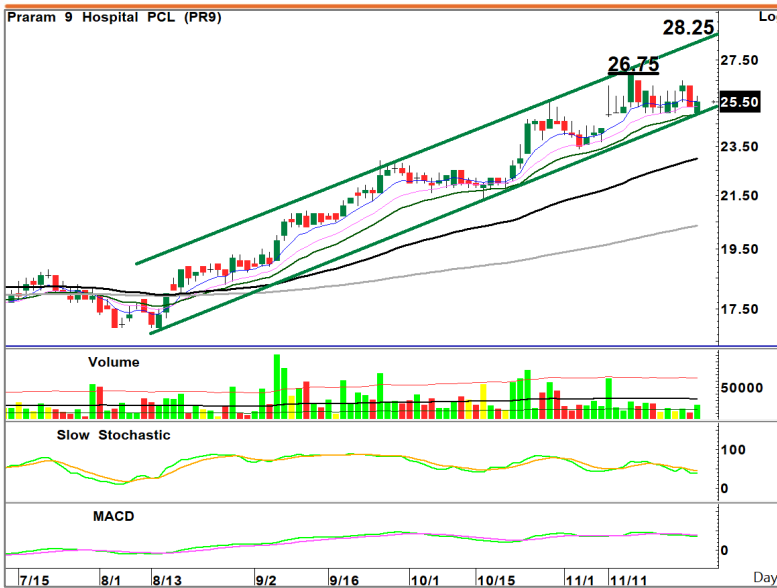 Praram 9 Hospital PCL (PR9)
Lo
28.25
26.75
27.50
25.50
23.50
21.50
19.50
17.50
Volume
50000
Slow Stochastic
100
0
MACD
0
7/15 8/1 8/13 9/2 9/16 10/1 10/15 11/1 11/11 Day